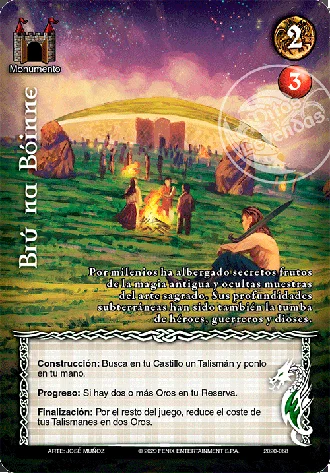 2
Monumento
3
Mitos y Leyendas
Brú na Bóinne
Por milenios ha albergado secretos frutos
de la magia antigua y ocultas muestras
del arte sagrado. Sus profundidades
subterráneas han sido también la tumba
de héroes, guerreros y dioses.
Construcción: Busca en tu Castillo un Talismán y ponlo
en tu mano.
Progreso: Si hay dos o más Oros en tu Reserva.
Finalización: Por el resto del juego, reduce el coste de
tus Talismanes en dos Oros.
ARTE: JOSÉ MUÑOZ
© 2020 FENIX ENTERTAINMENT S.P.A.